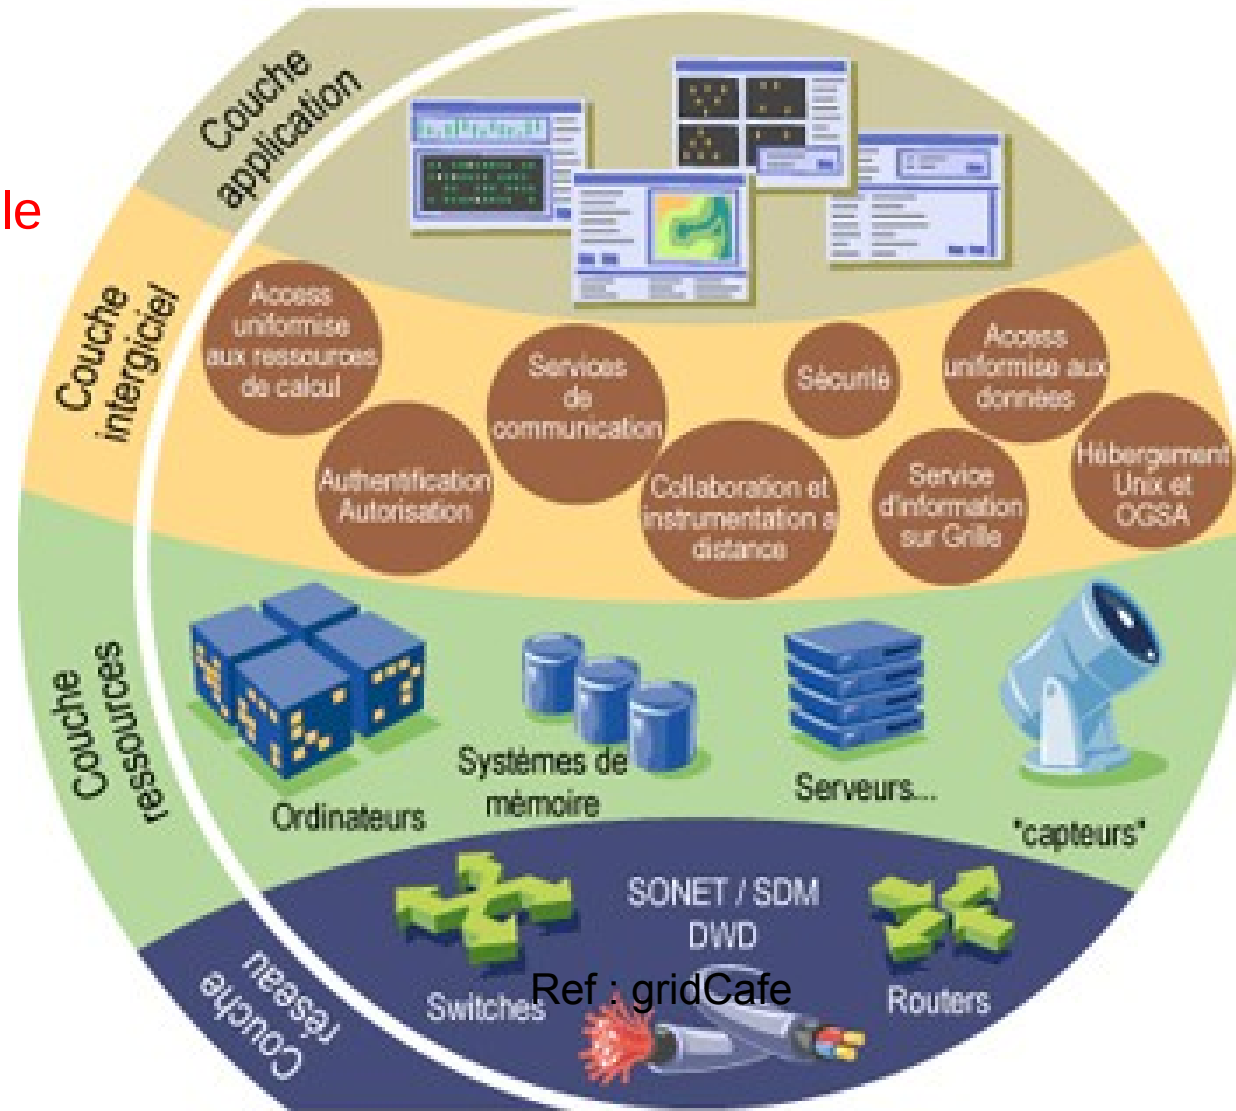 Couche
application
le
Couche
intergiciel
Access
uniformise
aux ressources
de calcul
Authentification
Autorisation
Services
de
communication
Collaboration et
instrumentation a
distance
Sécurité
Service
d'information
sur Grille
Access
uniformise aux
données
Hébergement
Unix et
OGSA
Couche
ressources
Ordinateurs
Systèmes de
mémoire
Serveurs...
"capteurs"
Couche
réseau
Switches
SONET / SDM
DWD
Routers
Ref : gridCafe